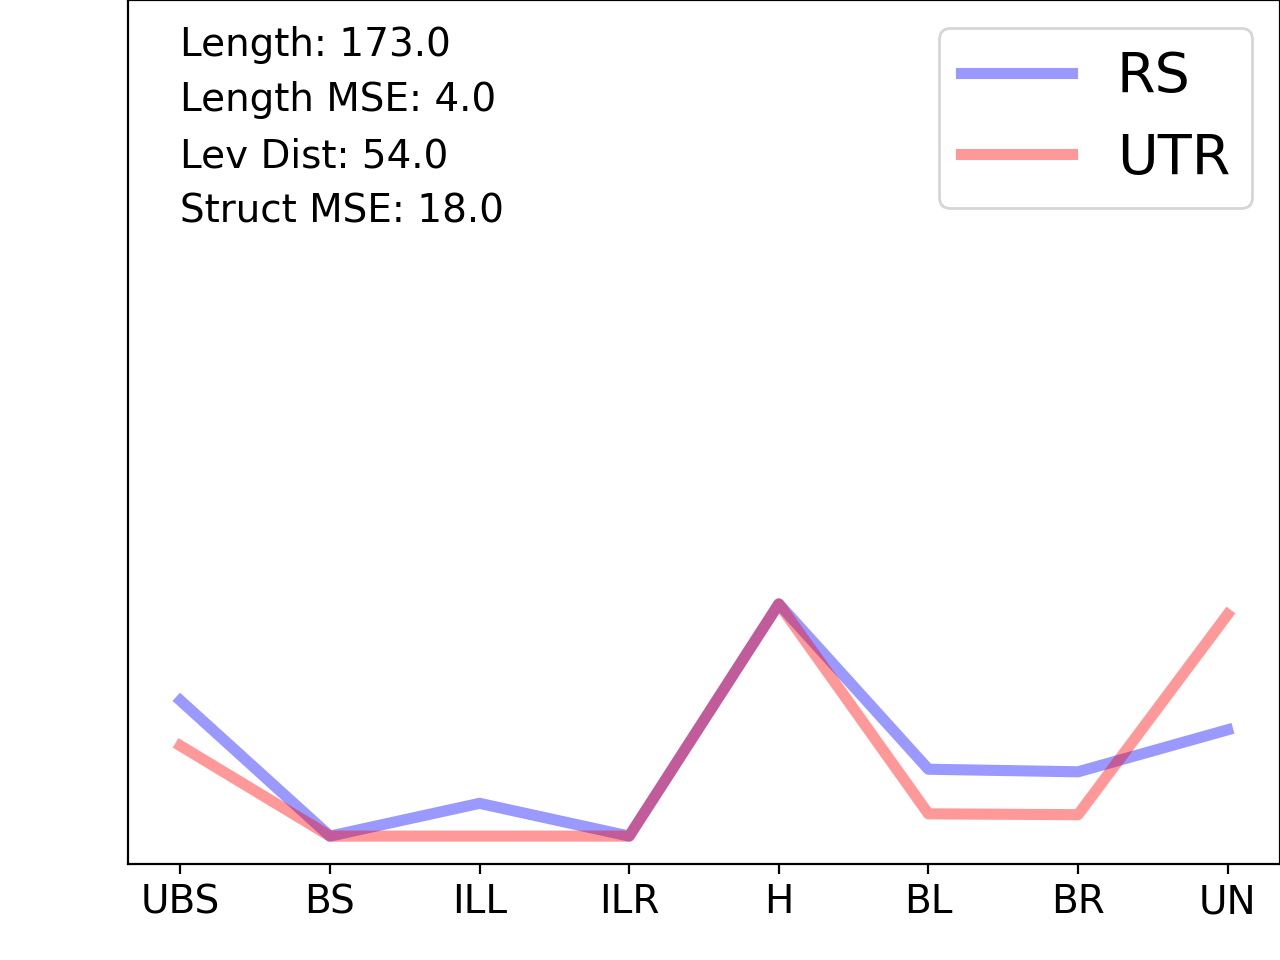 Length: 173.0
Length MSE: 4.0
Lev Dist: 54.0
Struct MSE: 18.0
RS
UTR
UBS BS ILL ILR H BL BR UN